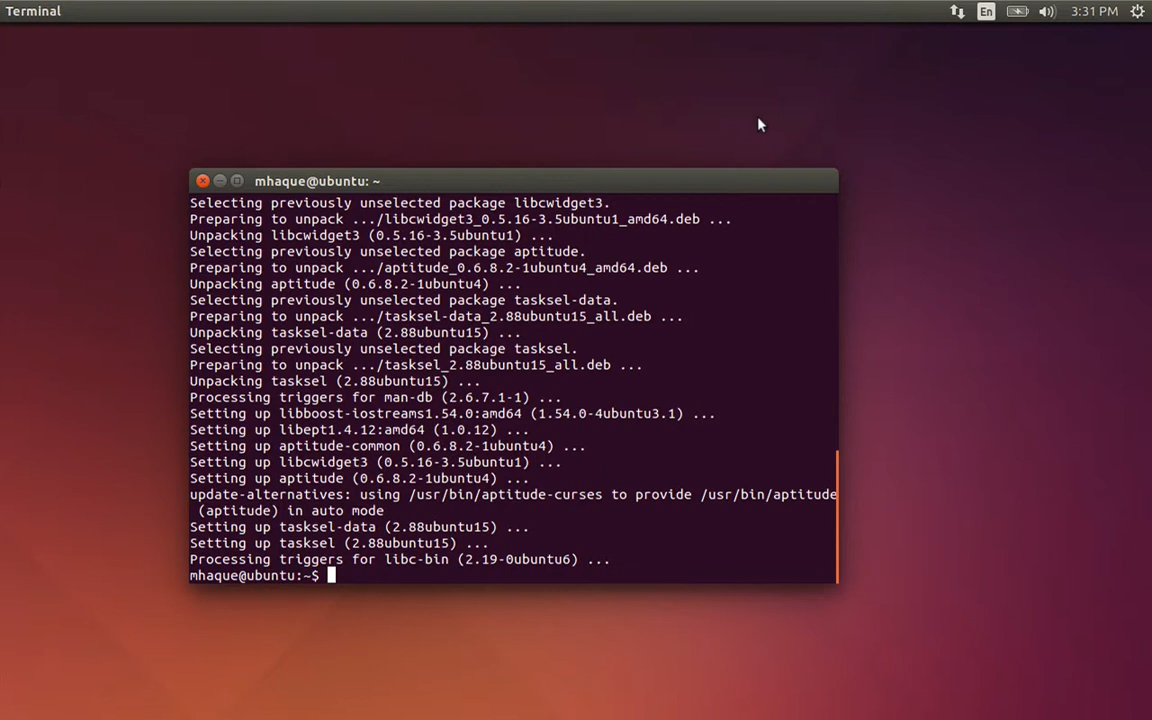 Terminal
En
3:31 PM
mhaque@ubuntu: ~
Selecting previously unselected package libcwidget3.
Preparing to unpack .../libcwidget3_0.5.16-3.5ubuntu1_amd64.deb ...
Unpacking libcwidget3 (0.5.16-3.5ubuntu1) ...
Selecting previously unselected package aptitude.
Preparing to unpack .../aptitude_0.6.8.2-1ubuntu4_amd64.deb ...
Unpacking aptitude (0.6.8.2-1ubuntu4) ...
Selecting previously unselected package tasksel-data.
Preparing to unpack .../tasksel-data_2.88ubuntu15_all.deb ...
Unpacking tasksel-data (2.88ubuntu15) ...
Selecting previously unselected package tasksel.
Preparing to unpack .../tasksel_2.88ubuntu15_all.deb ...
Unpacking tasksel (2.88ubuntu15) ...
Processing triggers for man-db (2.6.7.1-1) ...
Setting up libboost-iostreams1.54.0:amd64 (1.54.0-4ubuntu3.1) ...
Setting up libept1.4.12:amd64 (1.0.12) ...
Setting up aptitude-common (0.6.8.2-1ubuntu4) ...
Setting up libcwidget3 (0.5.16-3.5ubuntu1) ...
Setting up aptitude (0.6.8.2-1ubuntu4) ...
update-alternatives: using /usr/bin/aptitude-curses to provide /usr/bin/aptitude
 (aptitude) in auto mode
Setting up tasksel-data (2.88ubuntu15) ...
Setting up tasksel (2.88ubuntu15) ...
Processing triggers for libc-bin (2.19-0ubuntu6) ...
mhaque@ubuntu:~$